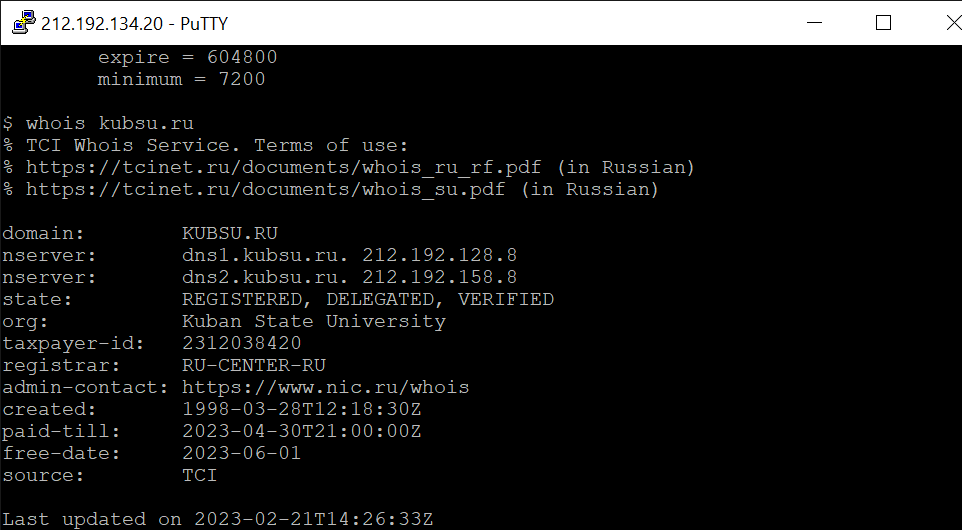 212.192.134.20 - PuTTY
expire = 604800
minimum = 7200
$ whois kubsu.ru
% TCI Whois Service. Terms of use:
% https://tcinet.ru/documents/whois_ru_rf.pdf (in Russian)
% https://tcinet.ru/documents/whois_su.pdf (in Russian)
domain: KUBSU.RU
nserver: dns1.kubsu.ru. 212.192.128.8
nserver: dns2.kubsu.ru. 212.192.158.8
state: REGISTERED, DELEGATED, VERIFIED
org: Kuban State University
taxpayer-id: 2312038420
registrar: RU-CENTER-RU
admin-contact: https://www.nic.ru/whois
created: 1998-03-28T12:18:30Z
paid-till: 2023-04-30T21:00:00Z
free-date: 2023-06-01
source: TCI
Last updated on 2023-02-21T14:26:33Z